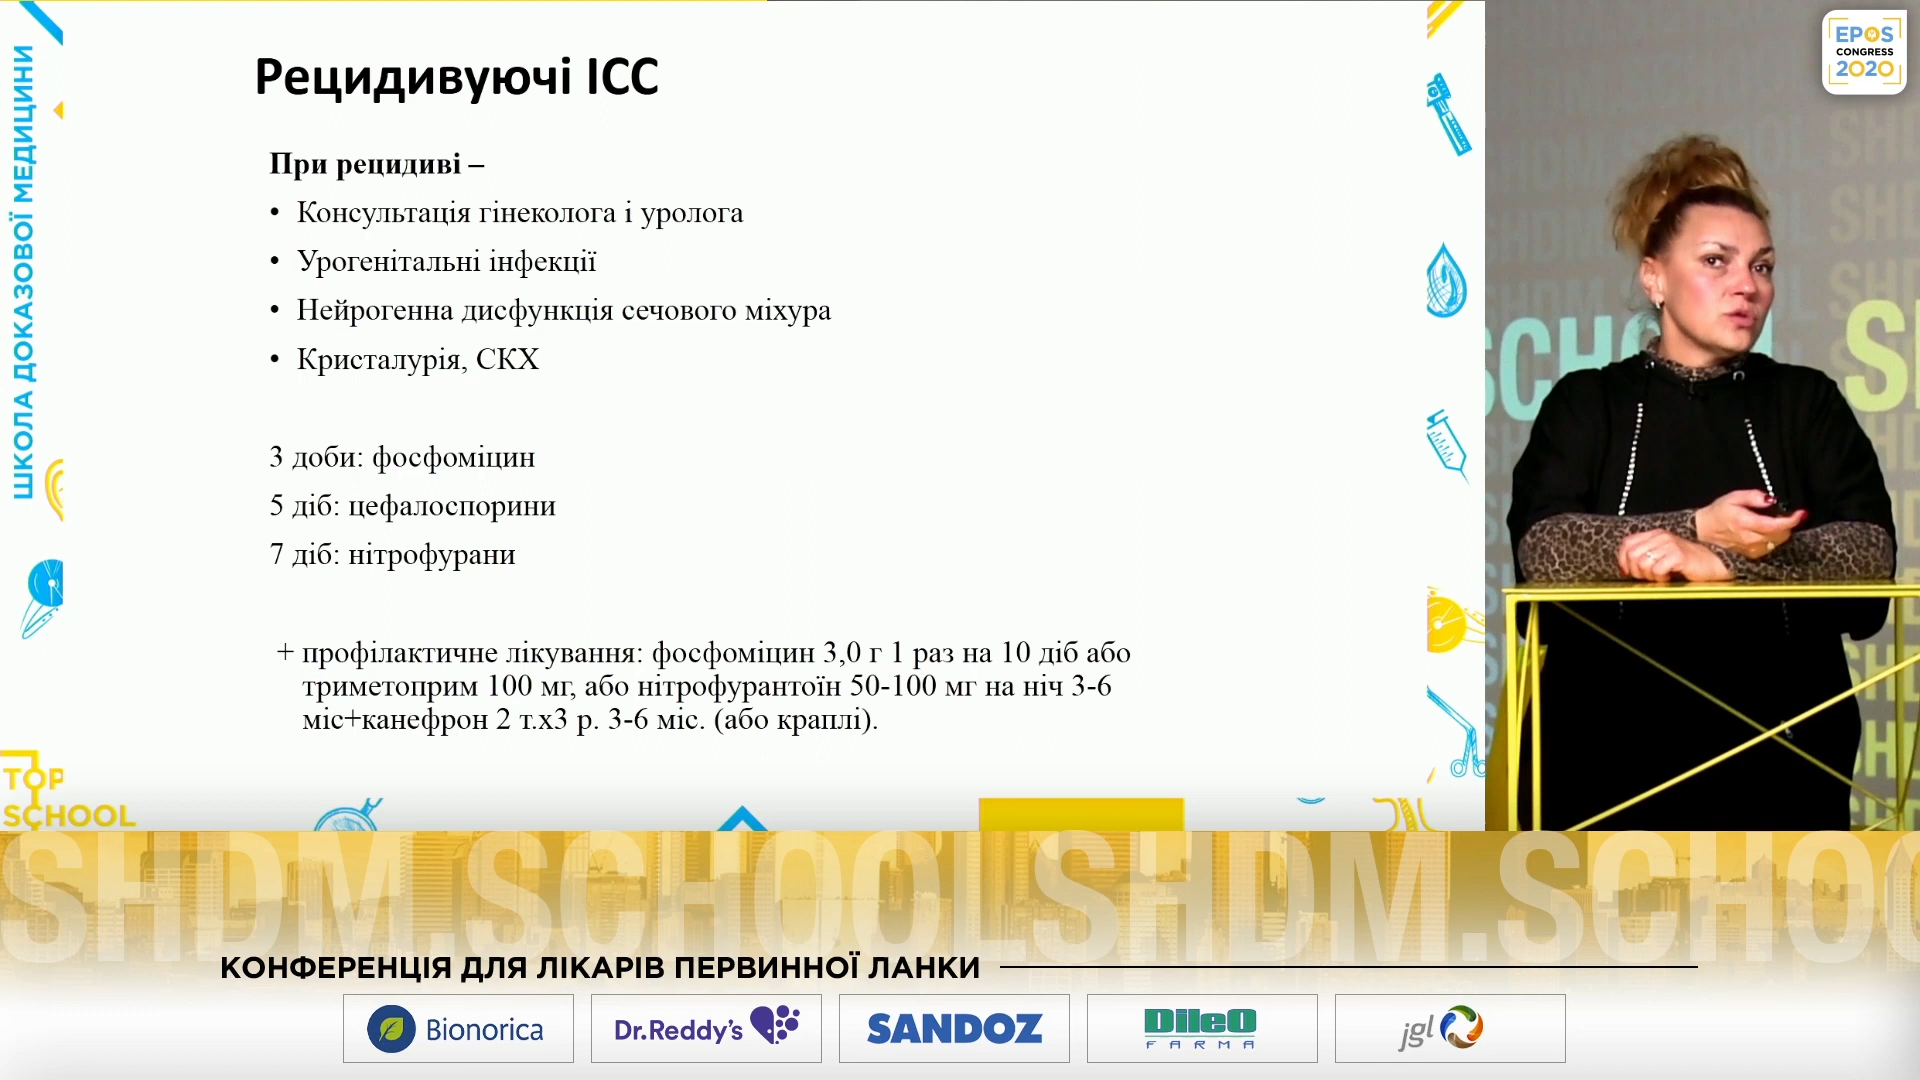 ШКОЛА ДОКАЗОВОЇ МЕДИЦИНИ
Рецидивуючі ІСС
При рецидиві –
• Консультація гінеколога і уролога
• Урогенітальні інфекції
• Нейрогенна дисфункція сечового міхура
• Кристалурія, СКХ
3 доби: фосфоміцин
5 діб: цефалоспорини
7 діб: нітрофурани
+ профілактичне лікування: фосфоміцин 3,0 г 1 раз на 10 діб або
триметоприм 100 мг, або нітрофурантоїн 50-100 мг на ніч 3-6
міс+канефрон 2 т.х3 р. 3-6 міс. (або краплі).
TOP
SCHOOL
EPOS
CONGRESS
2020
SHDM.SCHOOLSHDM.SCHOO
КОНФЕРЕНЦІЯ ДЛЯ ЛІКАРІВ ПЕРВИННОЇ ЛАНКИ
Bionorica
Dr.Reddy's
SANDOZ
DileO
FARMA
jgl